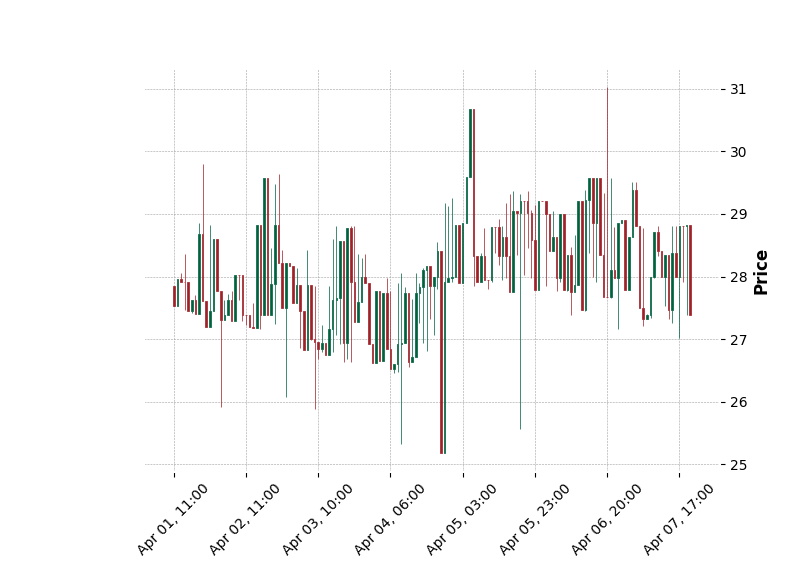 31
30
29
28
27
26
25
Price
Apr 01, 11:00
Apr 02, 11:00
Apr 03, 10:00
Apr 04, 06:00
Apr 05, 03:00
Apr 05, 23:00
Apr 06, 20:00
Apr 07, 17:00